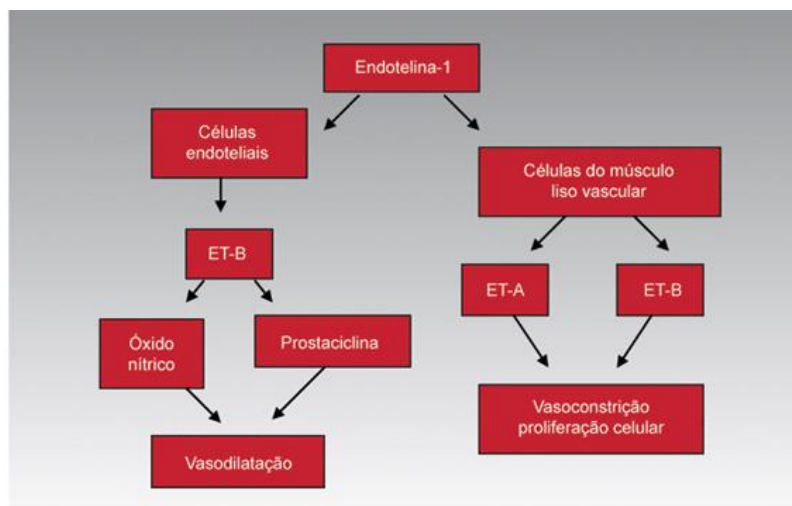 Endotelina-1
Células
endoteliais
Células do músculo
liso vascular
ET-B
ET-A
ET-B
Óxido
nítrico
Prostaciclina
Vasoconstrição
proliferação celular
Vasodilatação